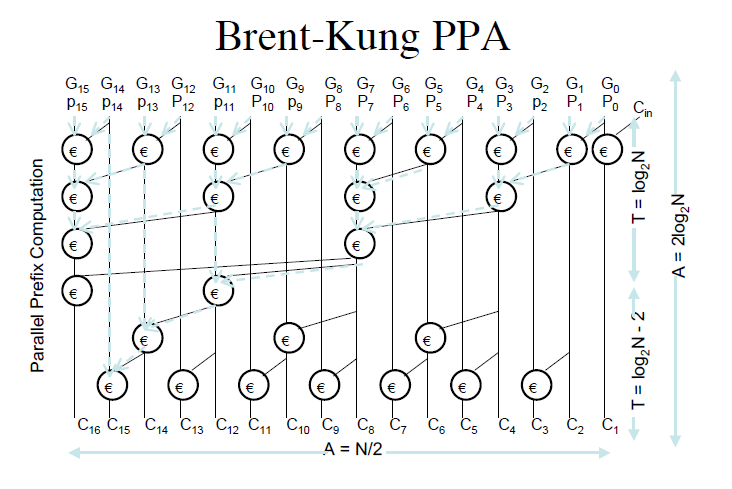 Brent-Kung PPA
G15 G14 G13 G12 G11 G10 G9 G8 G7 G6 G5 G4 G3 G2 G1 G0
p15 p14 p13 P12 p11 P10 p9 P8 P7 P6 P5 P4 P3 p2 P1 P0
Cin
€ € € € € € € € €
€ € € €
€ €
€ €
€ €
€ € € € € € €
C16 C15 C14 C13 C12 C11 C10 C9 C8 C7 C6 C5 C4 C3 C2 C1
A = N/2
Parallel Prefix Computation
T = log2N
T = log2N - 2
A = 2log2N